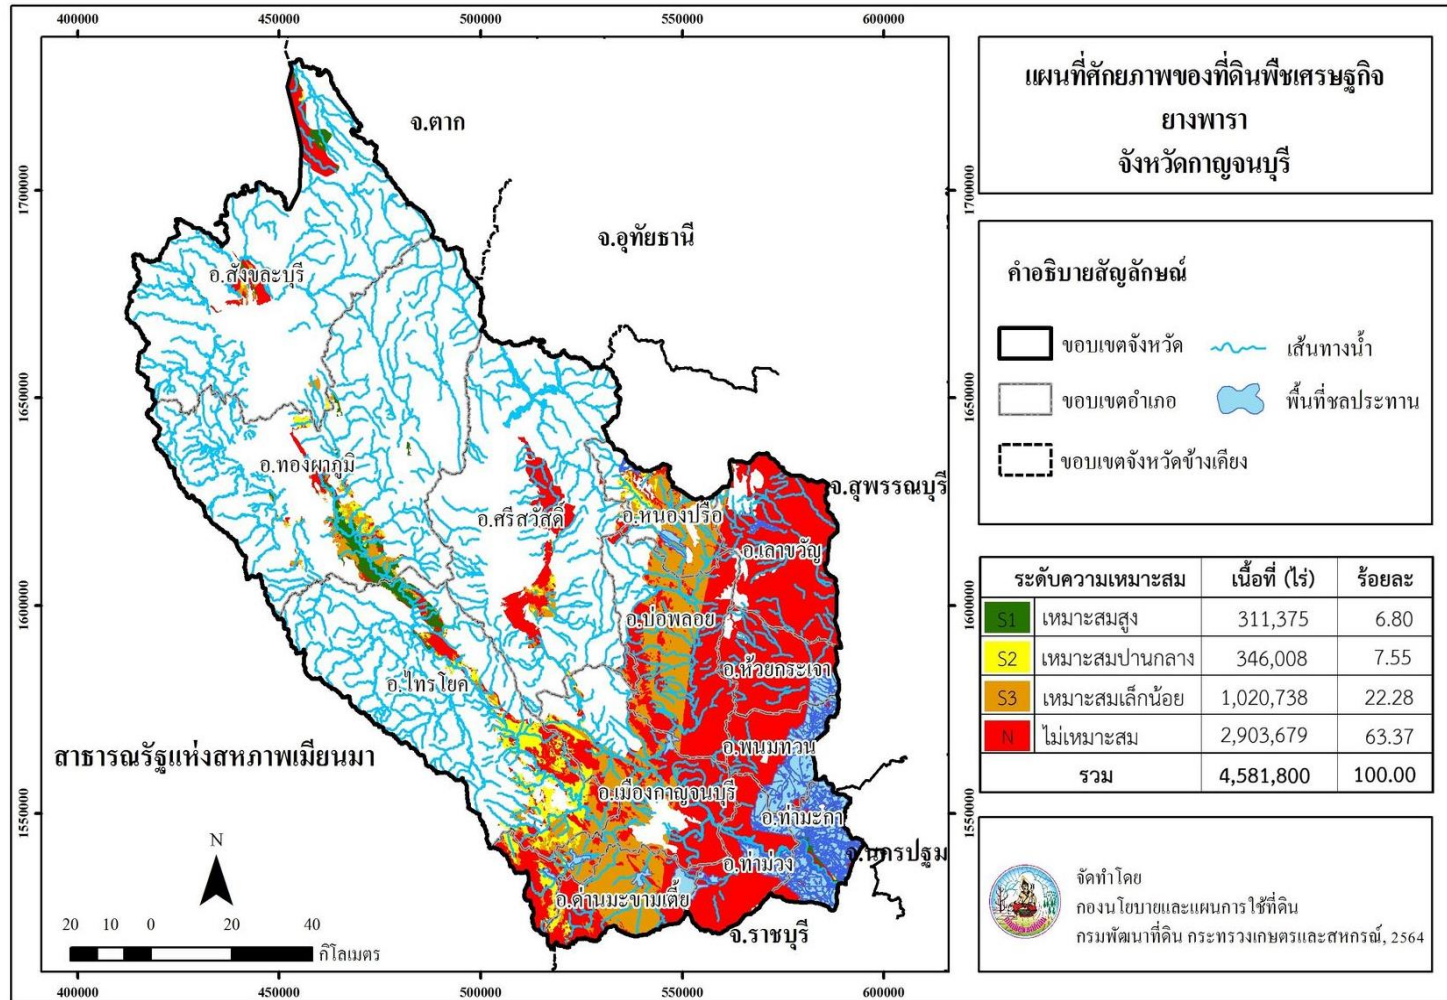 400000 450000 500000 550000 600000
แผนที่ศักยภาพของที่ดินพืชเศรษฐกิจ
ยางพารา
จังหวัดกาญจนบุรี
จ.ตาก
1700000 1700000
จ.อุทัยธานี
อ.สังขละบุรี
คำอธิบายสัญลักษณ์
ขอบเขตจังหวัด เส้นทางน้ำ
ขอบเขตอำเภอ พื้นที่ชลประทาน
ขอบเขตจังหวัดข้างเคียง
1650000 1650000
อ.ทองผาภูมิ
จ.สุพรรณบุรี
อ.ศรีสวัสดิ์
อ.หนองปรือ
อ.เลาขวัญ
1600000 1600000
อ.บ่อพลอย
อ.ห้วยกระเจา
อ.ไทรโยค
อ.พนมทวน
สาธารณรัฐแห่งสหภาพเมียนมา
อ.เมืองกาญจนบุรี
1550000 1550000
อ.ท่ามะกา
จ.นครปฐม
อ.ท่าม่วง
อ.ด่านมะขามเตี้ย
จ.ราชบุรี
ระดับความเหมาะสม เนื้อที่ (ไร่) ร้อยละ
S1 เหมาะสมสูง 311,375 6.80
S2 เหมาะสมปานกลาง 346,008 7.55
S3 เหมาะสมเล็กน้อย 1,020,738 22.28
N ไม่เหมาะสม 2,903,679 63.37
รวม 4,581,800 100.00
N
20 10 0 20 40
กิโลเมตร
จัดทำโดย
กองนโยบายและแผนการใช้ที่ดิน
กรมพัฒนาที่ดิน กระทรวงเกษตรและสหกรณ์, 2564
400000 450000 500000 550000 600000